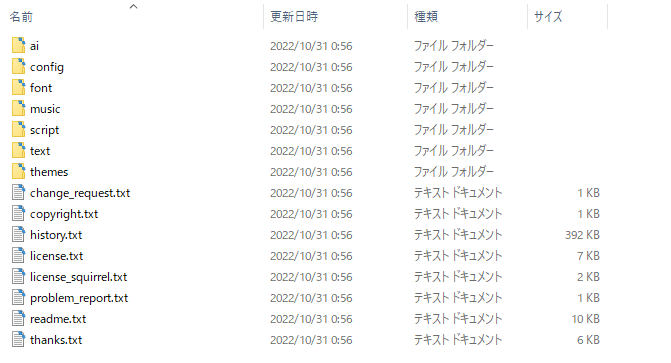 名前 更新日時 種類 サイズ
ai 2022/10/31 0:56 ファイル フォルダー
config 2022/10/31 0:56 ファイル フォルダー
font 2022/10/31 0:56 ファイル フォルダー
music 2022/10/31 0:56 ファイル フォルダー
script 2022/10/31 0:56 ファイル フォルダー
text 2022/10/31 0:56 ファイル フォルダー
themes 2022/10/31 0:56 ファイル フォルダー
change_request.txt 2022/10/31 0:56 テキスト ドキュメント 1 KB
copyright.txt 2022/10/31 0:56 テキスト ドキュメント 1 KB
history.txt 2022/10/31 0:56 テキスト ドキュメント 392 KB
license.txt 2022/10/31 0:56 テキスト ドキュメント 7 KB
license_squirrel.txt 2022/10/31 0:56 テキスト ドキュメント 2 KB
problem_report.txt 2022/10/31 0:56 テキスト ドキュメント 1 KB
readme.txt 2022/10/31 0:56 テキスト ドキュメント 10 KB
thanks.txt 2022/10/31 0:56 テキスト ドキュメント 6 KB